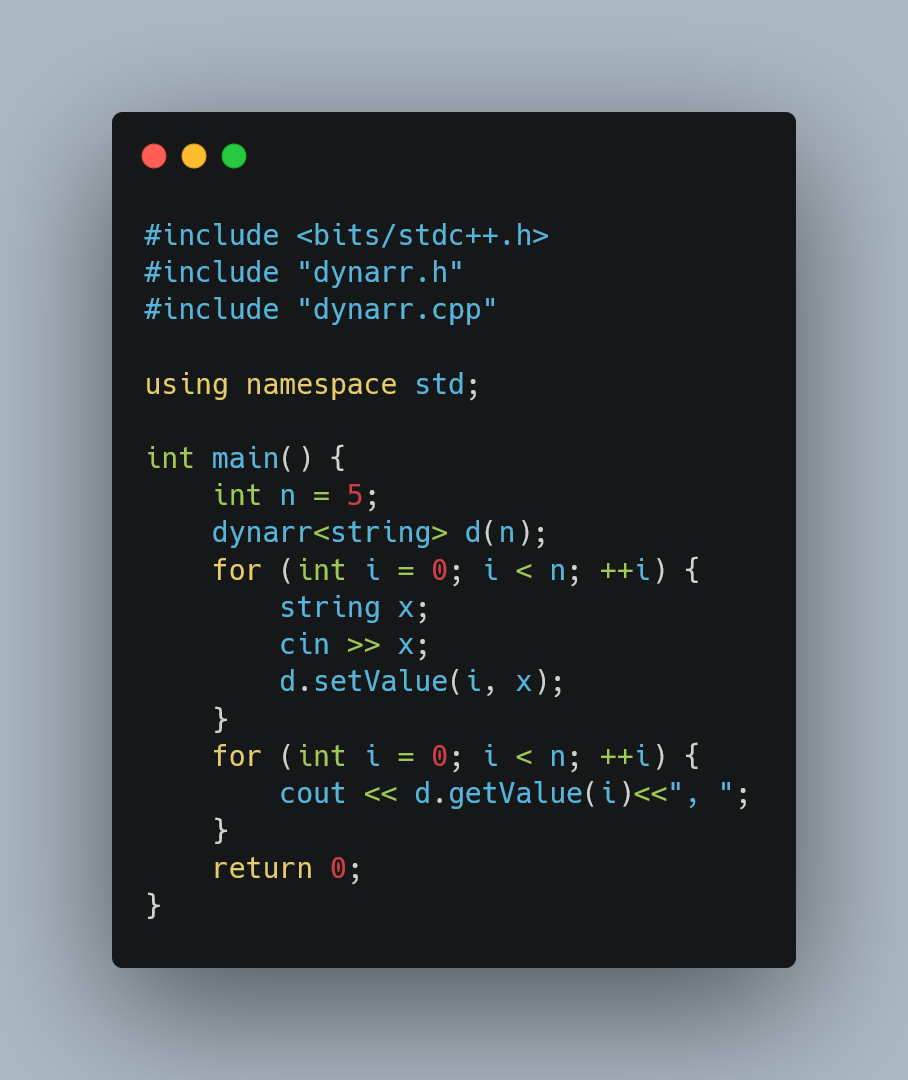 #include <bits/stdc++.h>
#include "dynarr.h"
#include "dynarr.cpp"
using namespace std;
int main() {
    int n = 5;
    dynarr<string> d(n);
    for (int i = 0; i < n; ++i) {
        string x;
        cin >> x;
        d.setValue(i, x);
    }
    for (int i = 0; i < n; ++i) {
        cout << d.getValue(i)<<", ";
    }
    return 0;
}